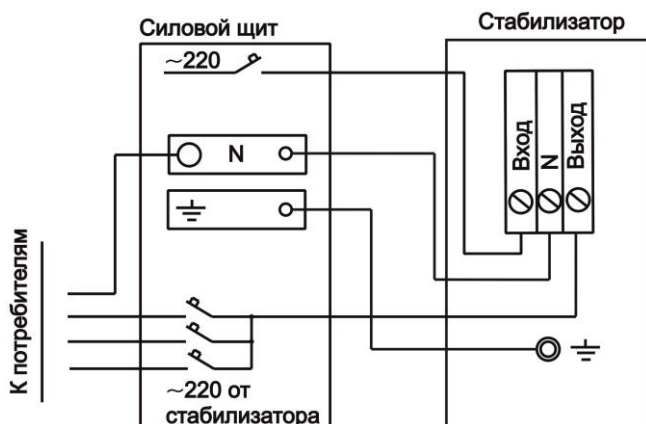 Силовой щит
Стабилизатор
~220
Вход
N
Выход
N
К потребителям
~220 от
стабилизатора